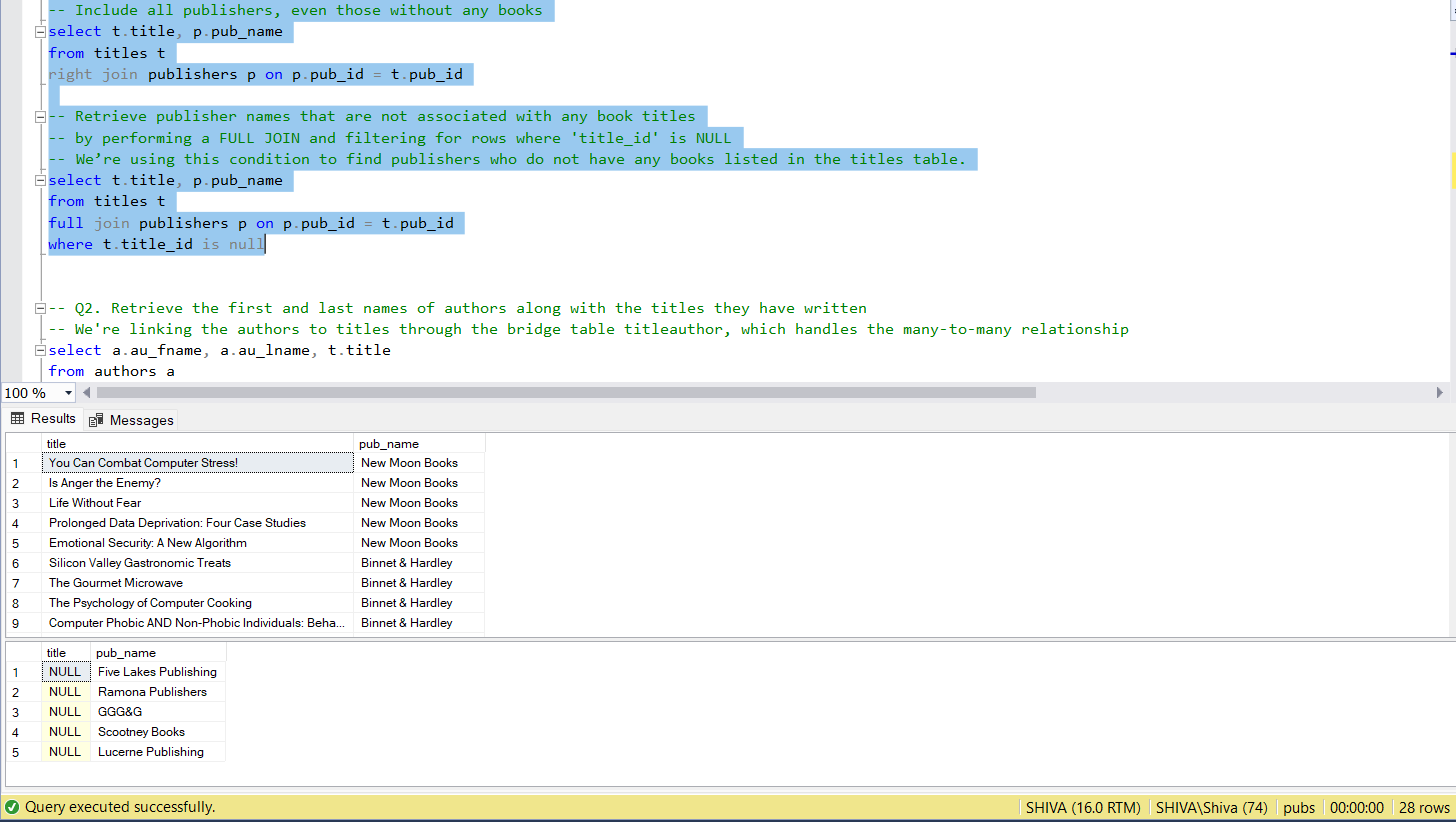 -- Include all publishers, even those without any books
select t.title, p.pub_name
from titles t
right join publishers p on p.pub_id = t.pub_id
-- Retrieve publisher names that are not associated with any book titles
-- by performing a FULL JOIN and filtering for rows where 'title_id' is NULL
-- We’re using this condition to find publishers who do not have any books listed in the titles table.
select t.title, p.pub_name
from titles t
full join publishers p on p.pub_id = t.pub_id
where t.title_id is null
-- Q2. Retrieve the first and last names of authors along with the titles they have written
-- We're linking the authors to titles through the bridge table titleauthor, which handles the many-to-many relationship
select a.au_fname, a.au_lname, t.title
from authors a
100 %
Results Messages
title pub_name
1 You Can Combat Computer Stress! New Moon Books
2 Is Anger the Enemy? New Moon Books
3 Life Without Fear New Moon Books
4 Prolonged Data Deprivation: Four Case Studies New Moon Books
5 Emotional Security: A New Algorithm New Moon Books
6 Silicon Valley Gastronomic Treats Binnet & Hardley
7 The Gourmet Microwave Binnet & Hardley
8 The Psychology of Computer Cooking Binnet & Hardley
9 Computer Phobic AND Non-Phobic Individuals: Beha... Binnet & Hardley
title pub_name
1 NULL Five Lakes Publishing
2 NULL Ramona Publishers
3 NULL GGG&G
4 NULL Scootney Books
5 NULL Lucerne Publishing
Query executed successfully. SHIVA (16.0 RTM) SHIVA\Shiva (74) pubs 00:00:00 28 rows